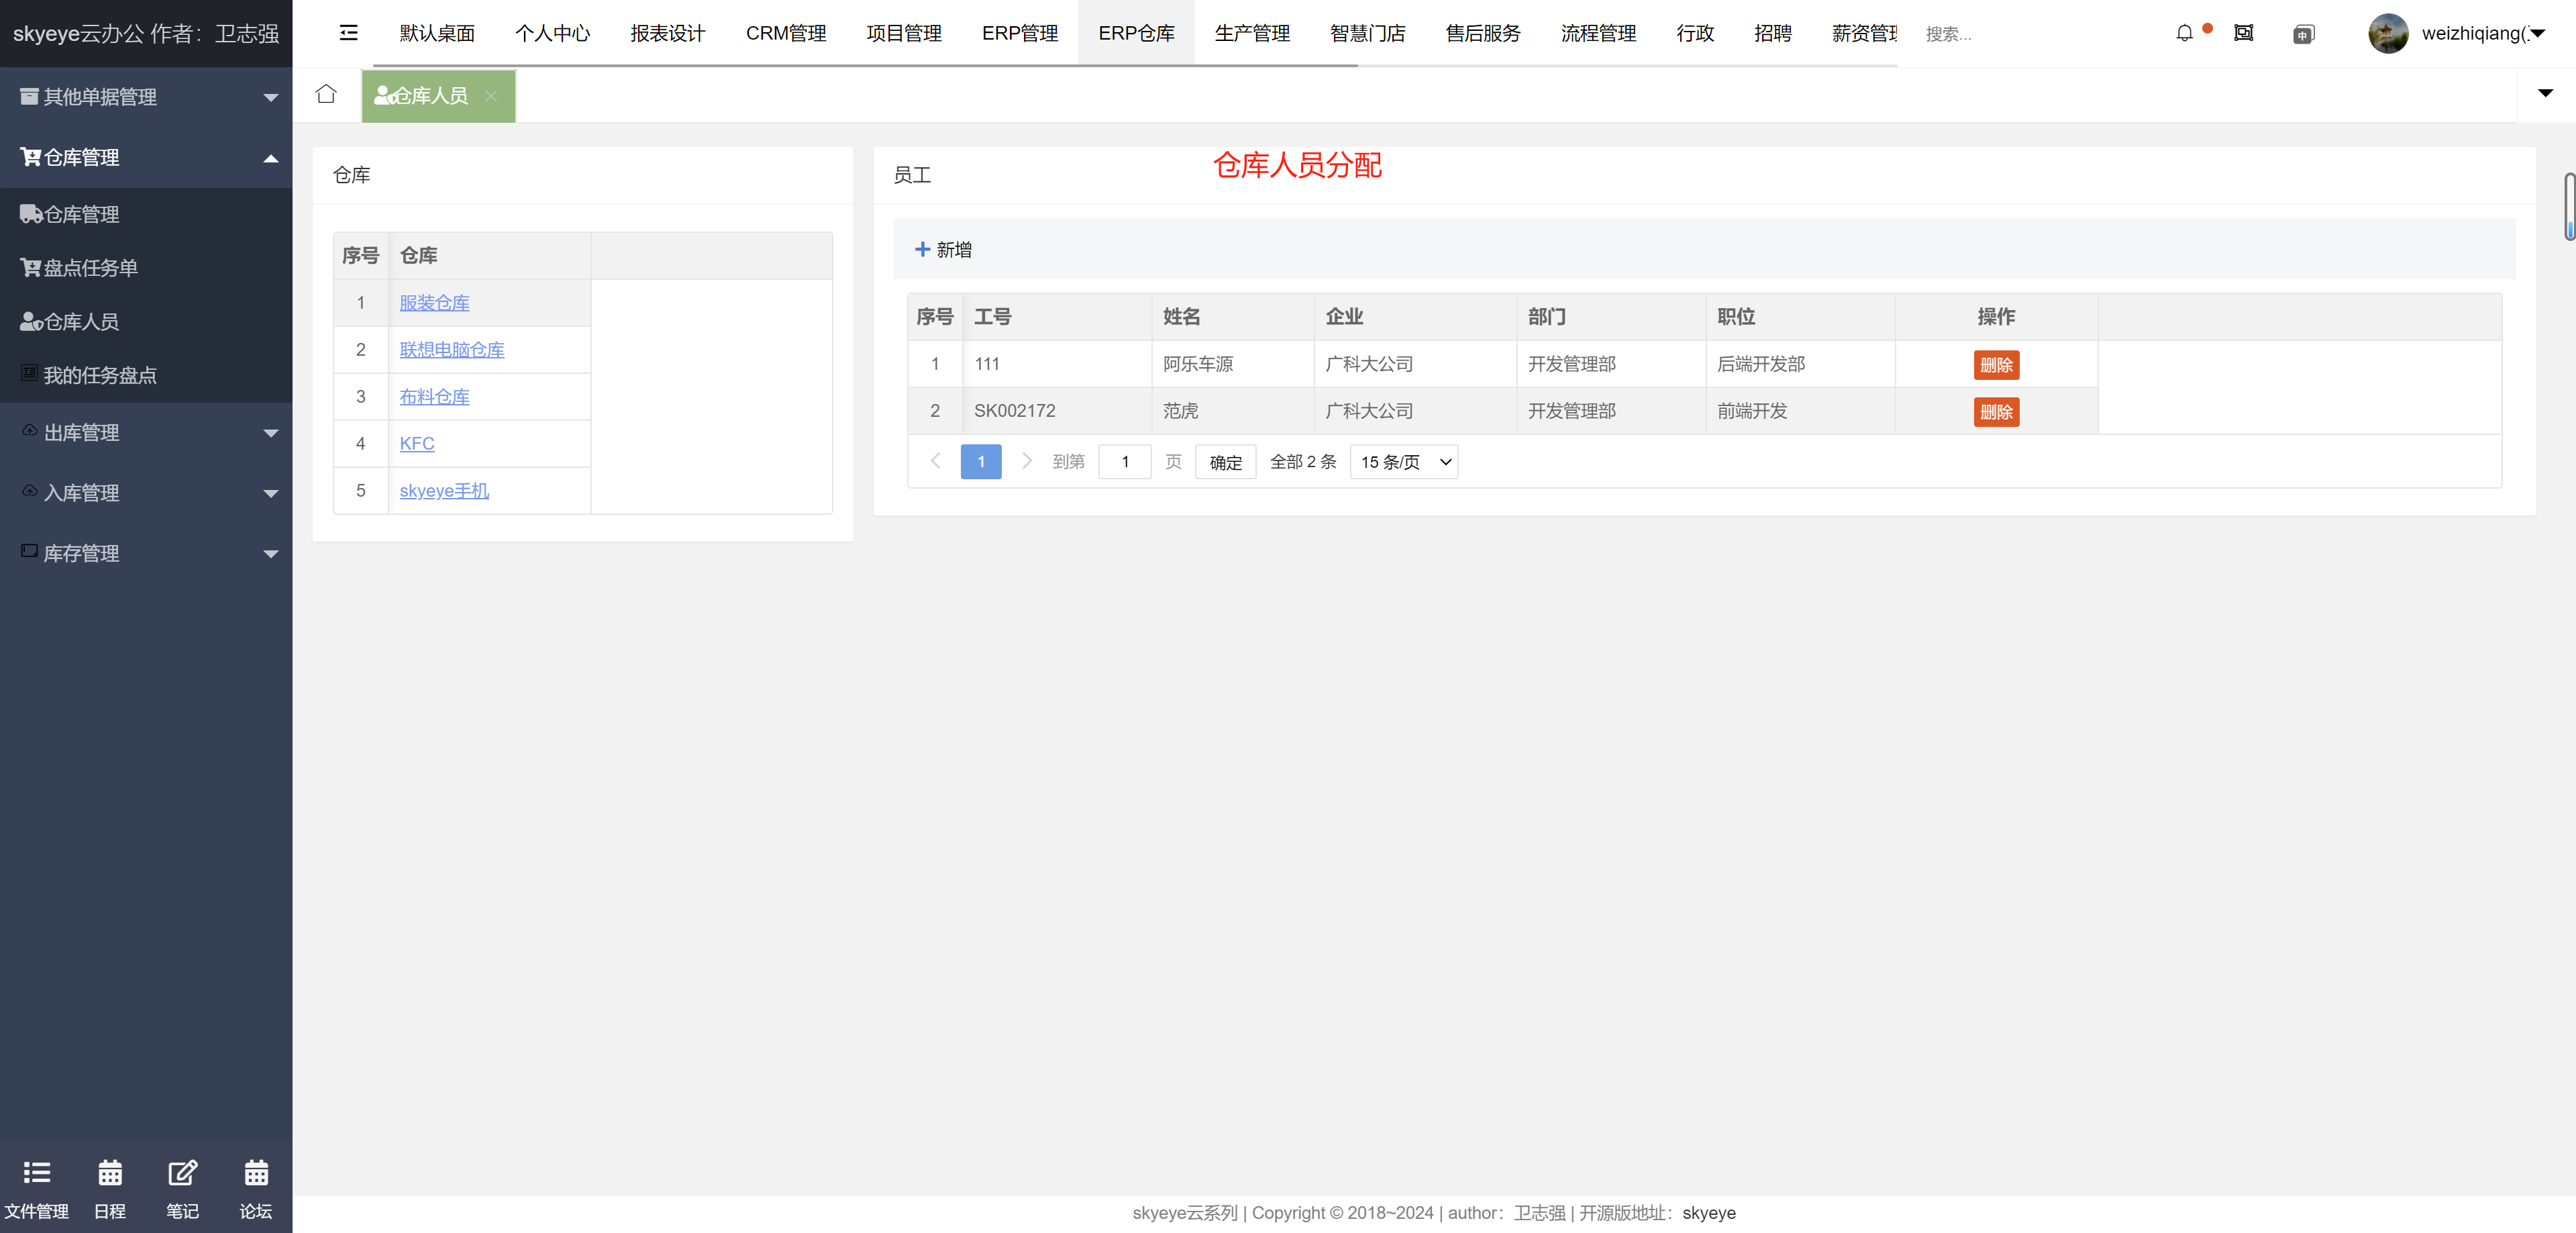 skyeye云办公 作者：卫志强
默认桌面 个人中心 报表设计 CRM管理 项目管理 ERP管理 ERP仓库 生产管理 智慧门店 售后服务 流程管理 行政 招聘 薪资管理 搜索... weizhiqiang(
其他单据管理
仓库管理
仓库管理
盘点任务单
仓库人员
我的任务盘点
出库管理
入库管理
库存管理
文件管理 日程 笔记 论坛
仓库人员
仓库
序号 仓库
1 服装仓库
2 联想电脑仓库
3 布料仓库
4 KFC
5 skyeye手机
员工
仓库人员分配
新增
序号 工号 姓名 企业 部门 职位 操作
1 111 阿乐车源 广科大公司 开发管理部 后端开发部 删除
2 SK002172 范虎 广科大公司 开发管理部 前端开发 删除
1 到第 1 页 确定 全部 2 条 15 条/页
skyeye云系列 | Copyright © 2018~2024 | author：卫志强 | 开源版地址：skyeye